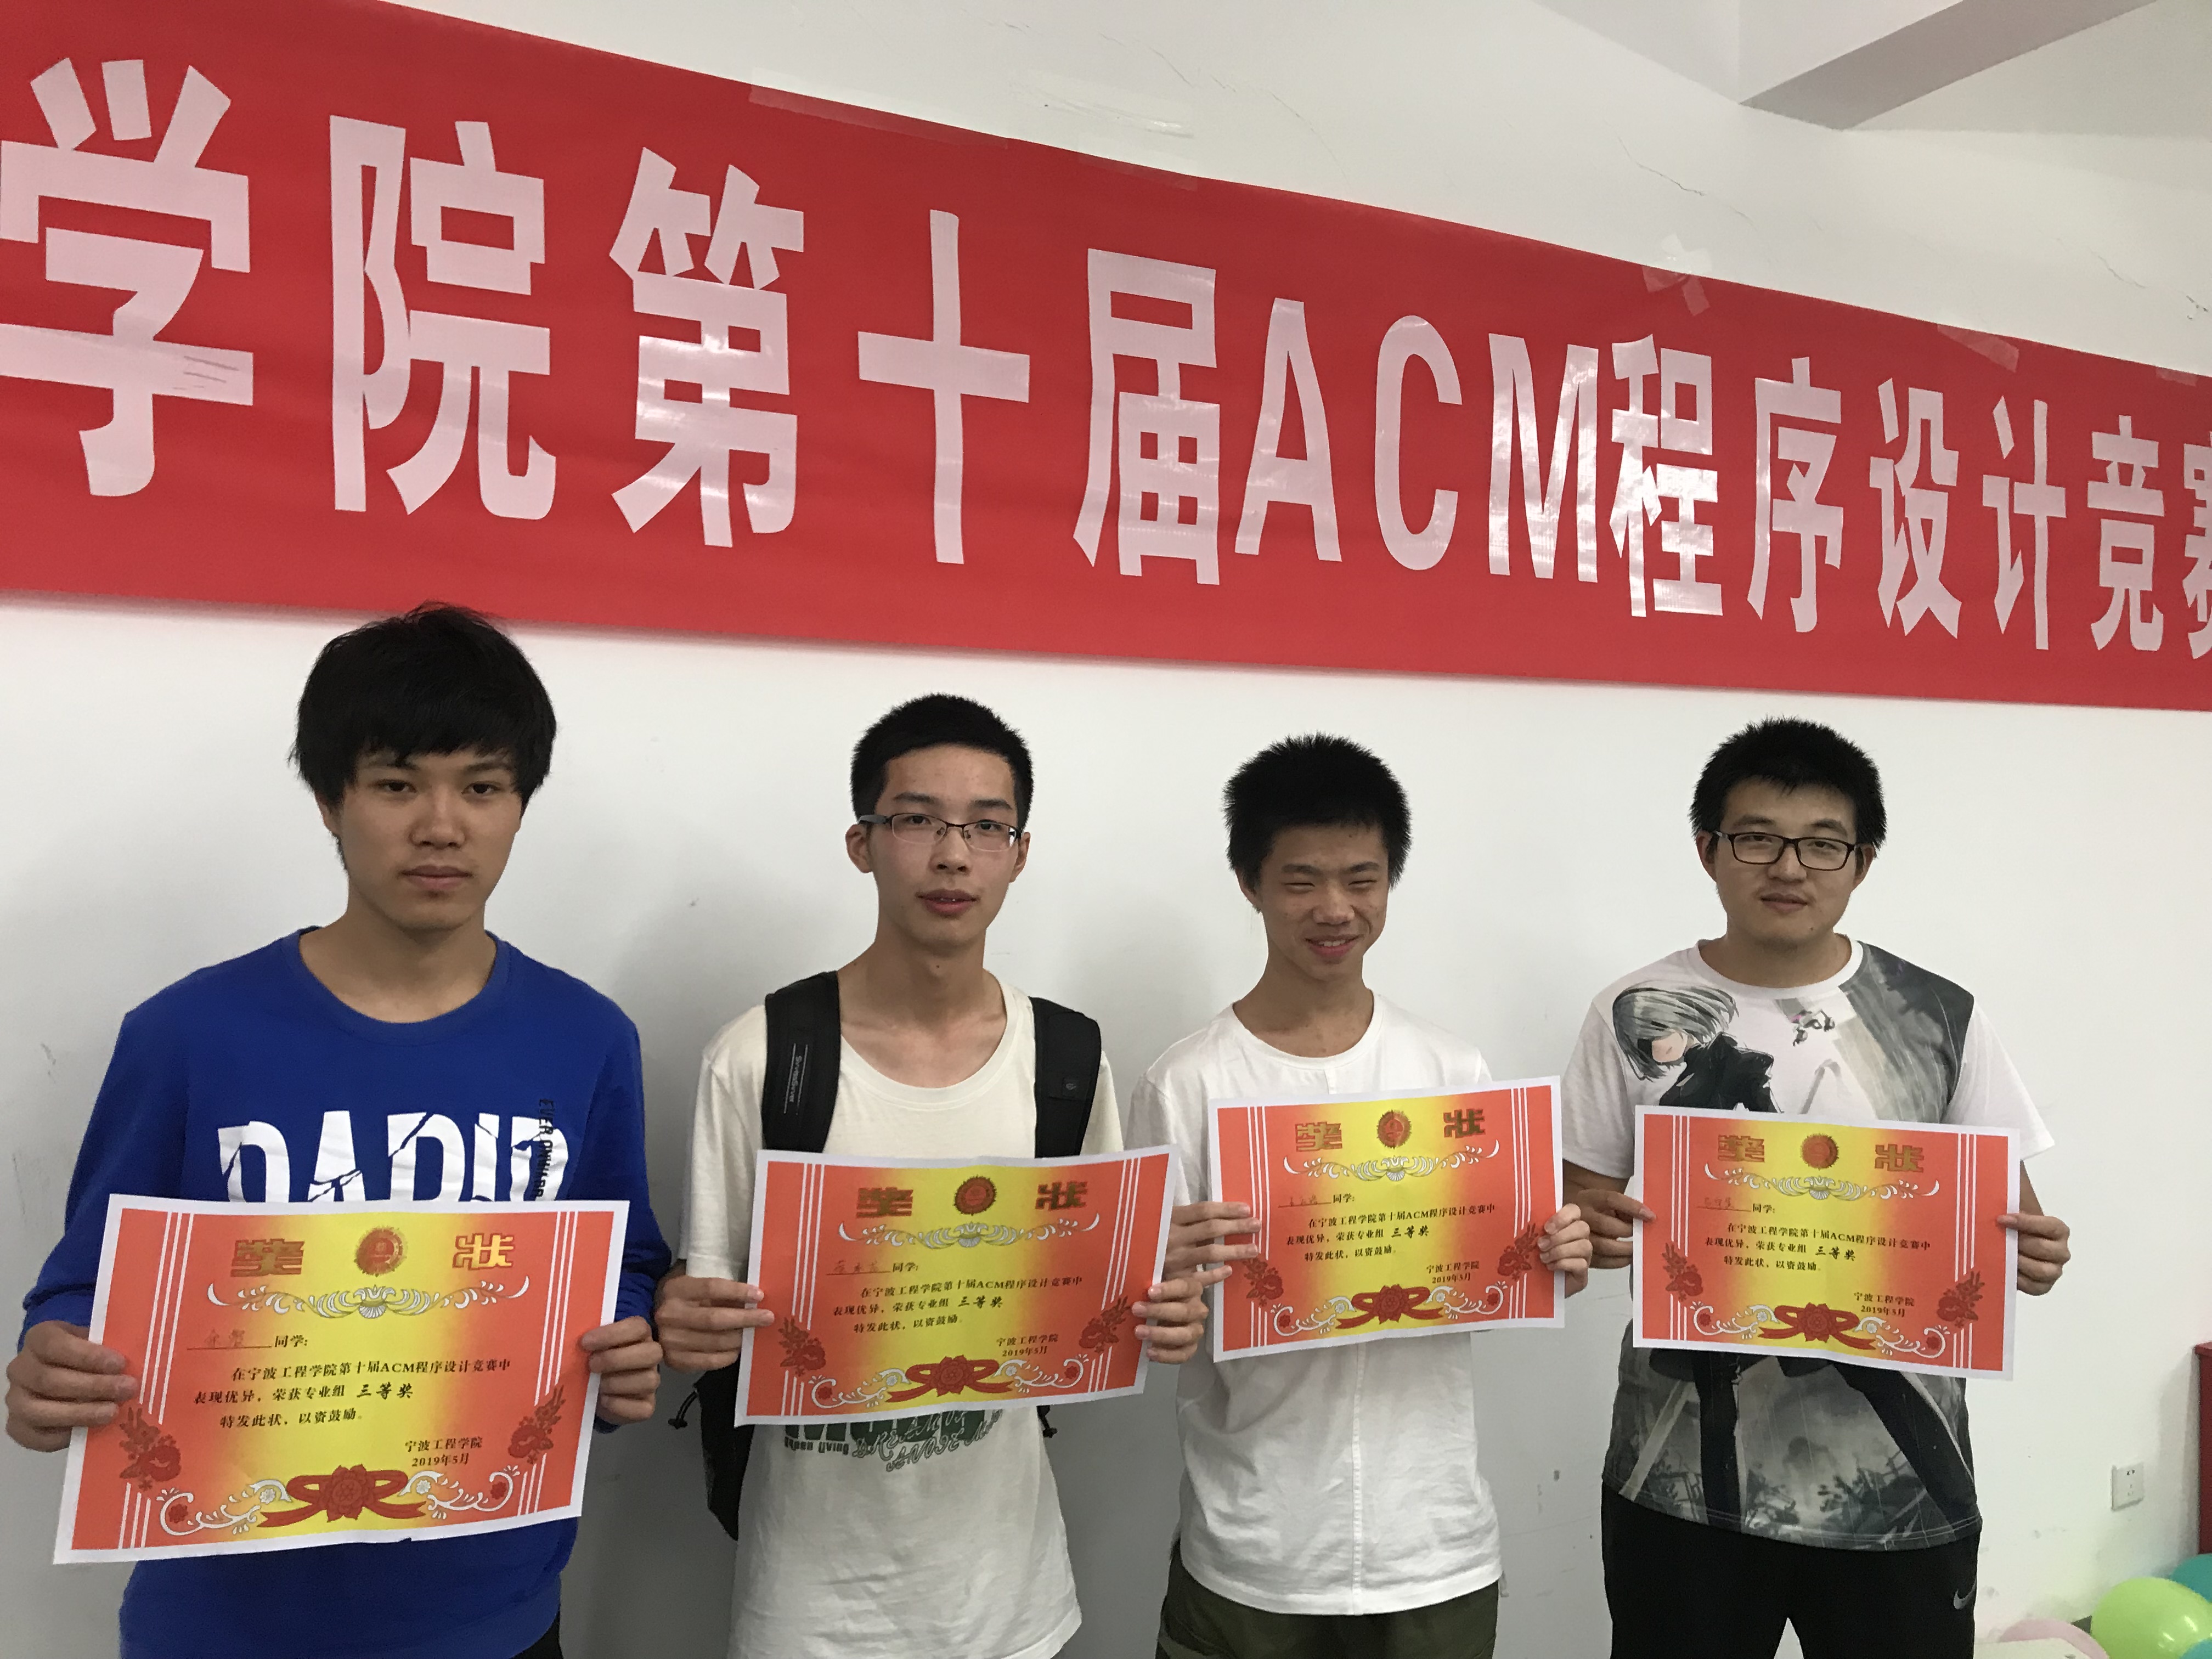 学院第十届ACM程序设计竞赛
奖状
同学:
在宁波工程学院第十届ACM程序设计竞赛中
表现优异，荣获专业组 三等奖
特发此状，以资鼓励。
宁波工程学院
2019年5月
奖状
同学:
在宁波工程学院第十届ACM程序设计竞赛中
表现优异，荣获专业组 三等奖
特发此状，以资鼓励。
宁波工程学院
2019年5月
奖状
同学:
在宁波工程学院第十届ACM程序设计竞赛中
表现优异，荣获专业组 三等奖
特发此状，以资鼓励。
宁波工程学院
2019年5月
奖状
同学:
在宁波工程学院第十届ACM程序设计竞赛中
表现优异，荣获专业组 三等奖
特发此状，以资鼓励。
宁波工程学院
2019年5月